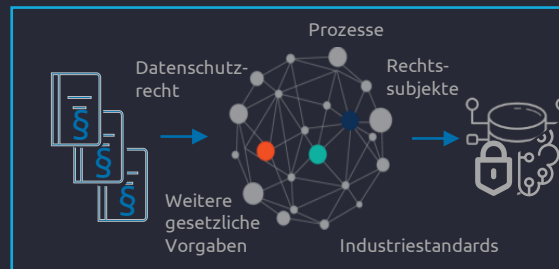 Prozesse
Datenschutz-
recht
Rechts-
subjekte
§
§
§
Weitere
gesetzliche
Vorgaben
Industriestandards